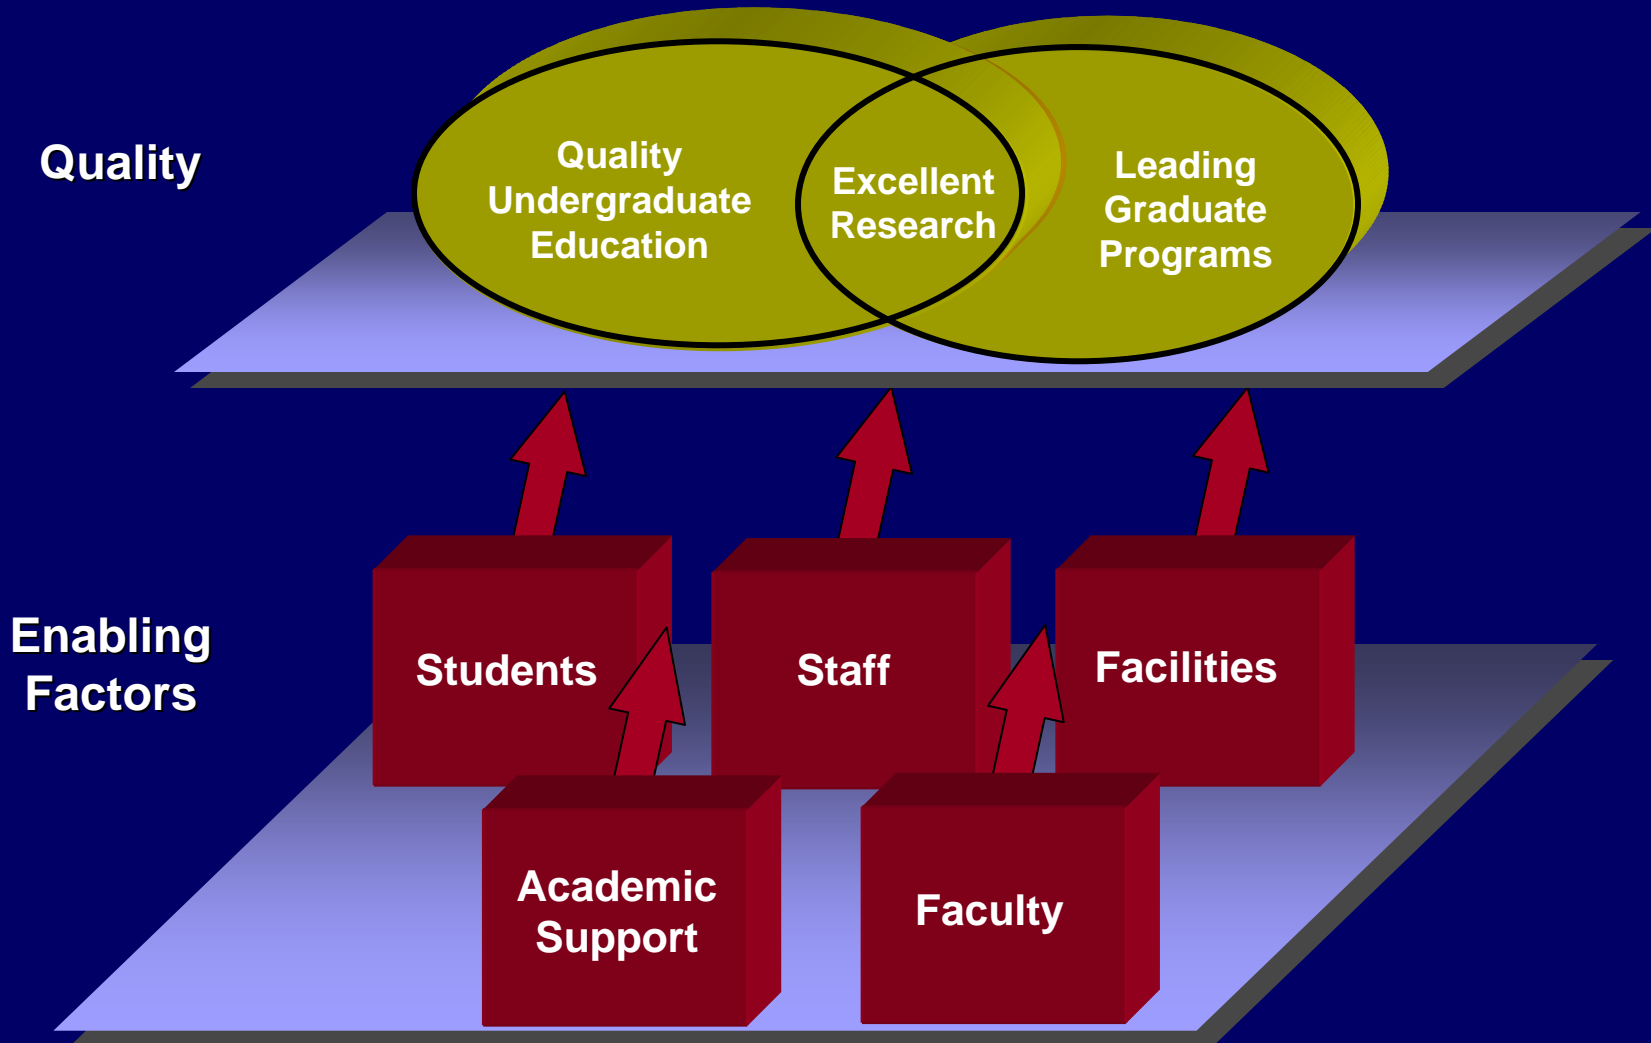 Quality
Quality
Undergraduate
Education
Excellent
Research
Leading
Graduate
Programs
Enabling
Factors
Students
Staff
Facilities
Academic
Support
Faculty